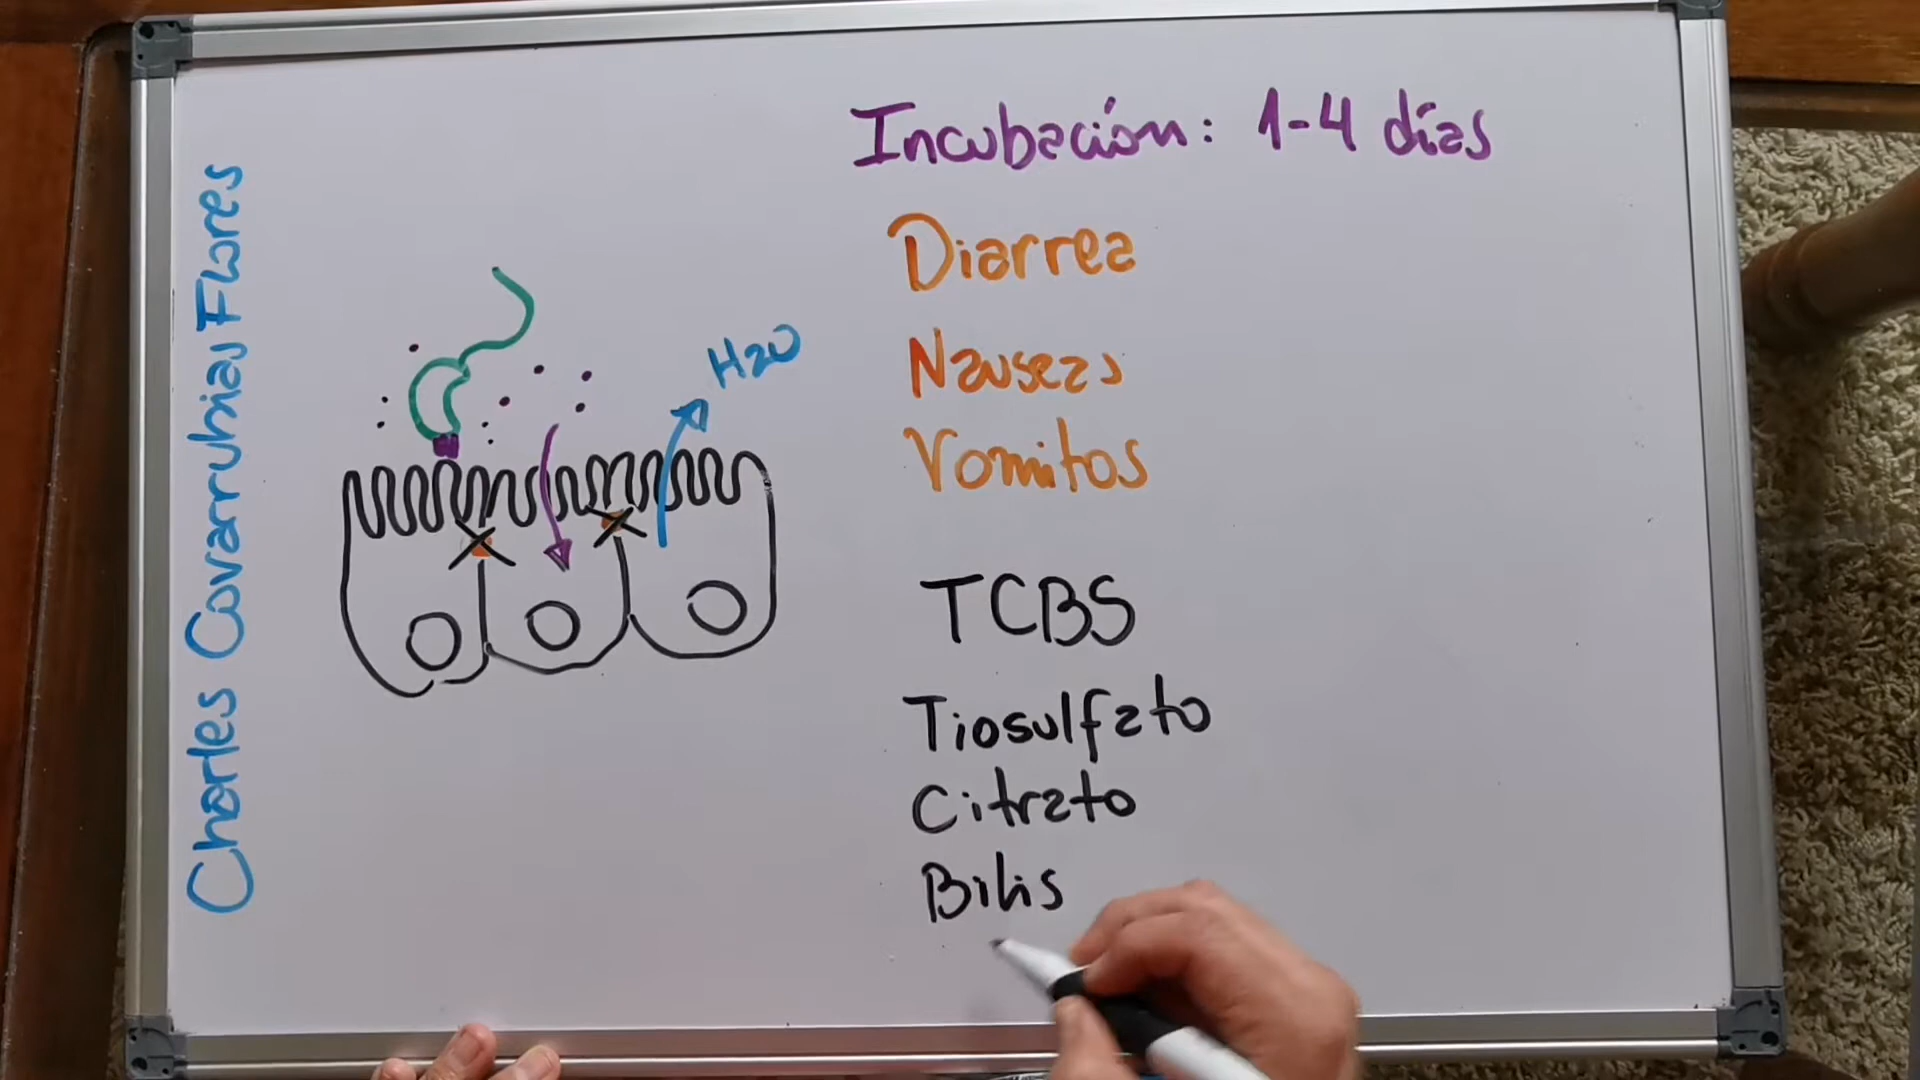 Charles Covarrubias Flores
H2O
Incubación: 1-4 días
Diarrea
Nauseas
Vomitos
TCBS
Tiosulfato
Citrato
Bilis